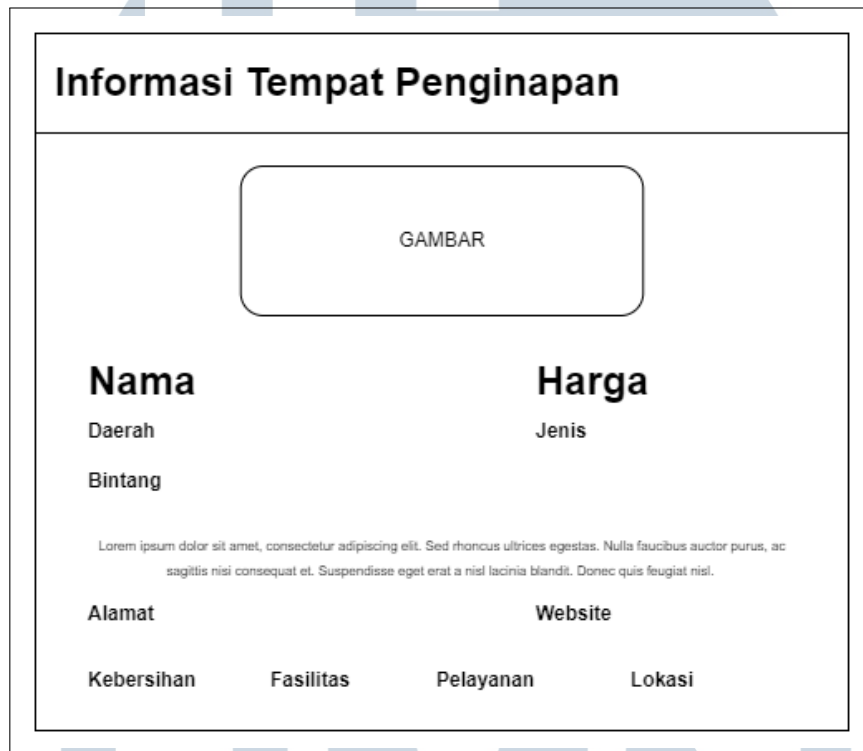 Informasi Tempat Penginapan
GAMBAR
Nama Harga
Daerah Jenis
Bintang
Lorem ipsum dolor sit amet, consectetur adipiscing elit. Sed rhoncus ultrices egestas. Nulla faucibus auctor purus, ac
sagittis nisi consequat et. Suspendisse eget erat a nisl lacinia blandit. Donec quis feugiat nisl.
Alamat Website
Kebersihan Fasilitas Pelayanan Lokasi